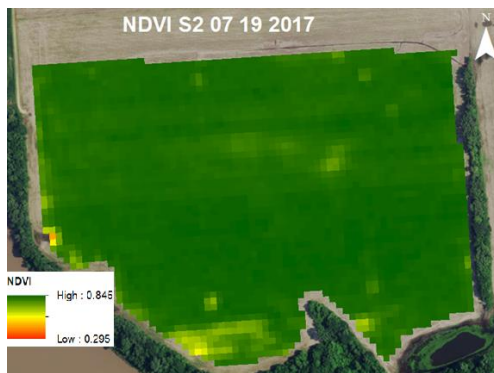 NDVI S2 07 19 2017
N
NDVI
High : 0.845
Low : 0.295